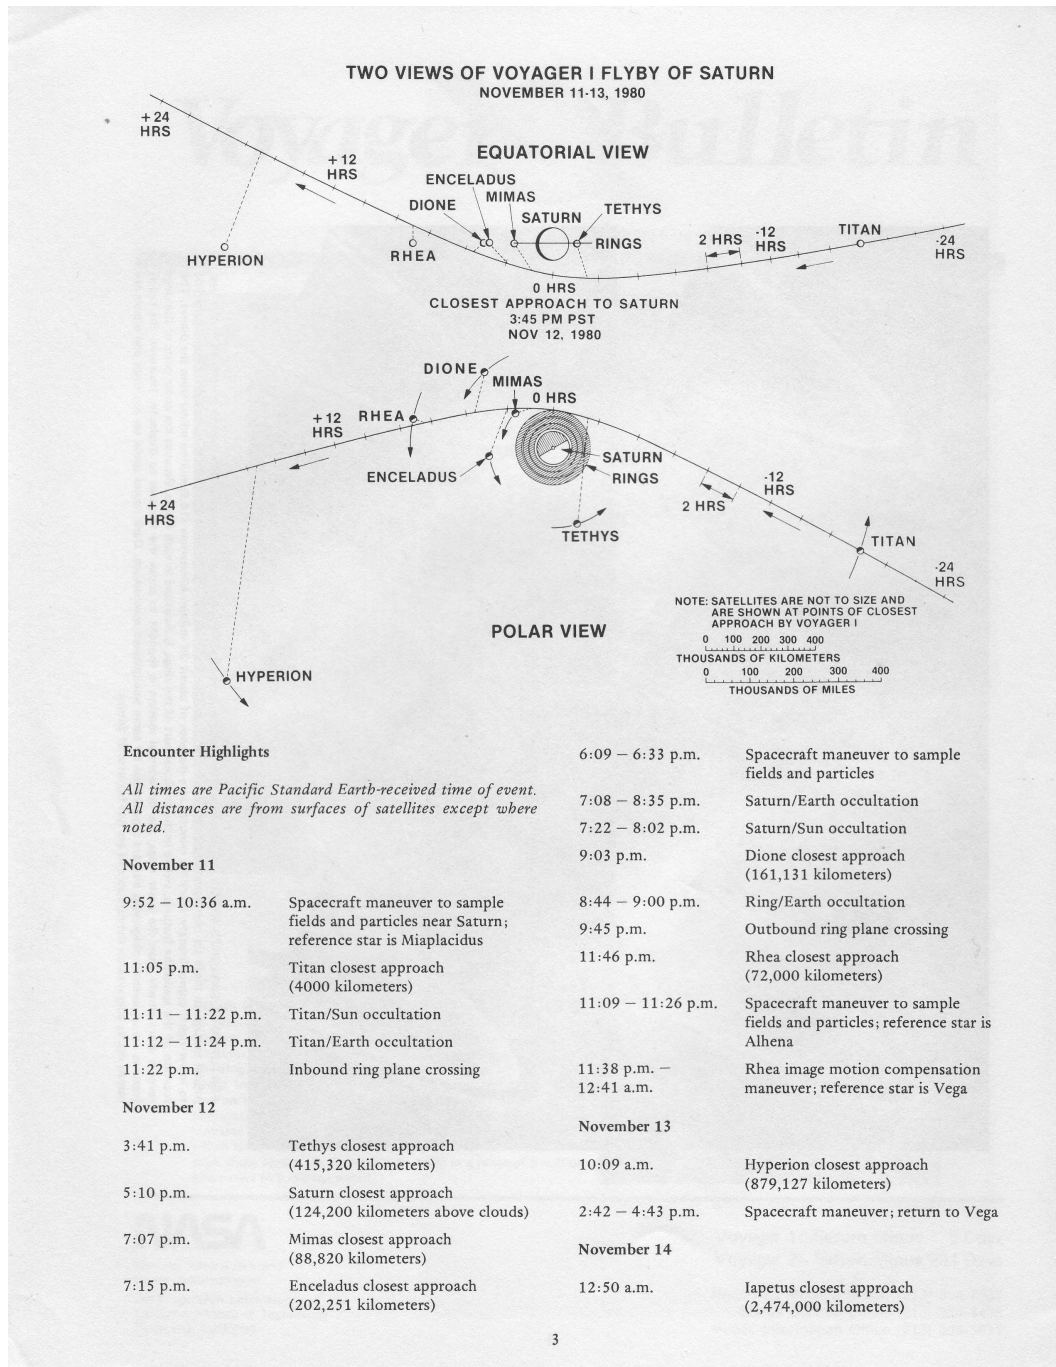 TWO VIEWS OF VOYAGER I FLYBY OF SATURN
NOVEMBER 11-13, 1980
+24
HRS
EQUATORIAL VIEW
+12
HRS
ENCELADUS
MIMAS
DIONE
SATURN
TETHYS
HYPERION
RHEA
RINGS
2 HRS
-12
HRS
TITAN
-24
HRS
0 HRS
CLOSEST APPROACH TO SATURN
3:45 PM PST
NOV 12, 1980
DIONE
MIMAS
0 HRS
+12
HRS
RHEA
ENCELADUS
SATURN
RINGS
-12
HRS
2 HRS
+24
HRS
TETHYS
TITAN
-24
HRS
NOTE: SATELLITES ARE NOT TO SIZE AND
ARE SHOWN AT POINTS OF CLOSEST
APPROACH BY VOYAGER I
POLAR VIEW
0 100 200 300 400
THOUSANDS OF KILOMETERS
0 100 200 300 400
THOUSANDS OF MILES
HYPERION
Encounter Highlights
All times are Pacific Standard Earth-received time of event.
All distances are from surfaces of satellites except where
noted.
November 11
9:52 – 10:36 a.m. Spacecraft maneuver to sample
fields and particles near Saturn;
reference star is Miaplacidus
11:05 p.m. Titan closest approach
(4000 kilometers)
11:11 – 11:22 p.m. Titan/Sun occultation
11:12 – 11:24 p.m. Titan/Earth occultation
11:22 p.m. Inbound ring plane crossing
November 12
3:41 p.m. Tethys closest approach
(415,320 kilometers)
5:10 p.m. Saturn closest approach
(124,200 kilometers above clouds)
7:07 p.m. Mimas closest approach
(88,820 kilometers)
7:15 p.m. Enceladus closest approach
(202,251 kilometers)
6:09 – 6:33 p.m. Spacecraft maneuver to sample
fields and particles
7:08 – 8:35 p.m. Saturn/Earth occultation
7:22 – 8:02 p.m. Saturn/Sun occultation
9:03 p.m. Dione closest approach
(161,131 kilometers)
8:44 – 9:00 p.m. Ring/Earth occultation
9:45 p.m. Outbound ring plane crossing
11:46 p.m. Rhea closest approach
(72,000 kilometers)
11:09 – 11:26 p.m. Spacecraft maneuver to sample
fields and particles; reference star is
Alhena
11:38 p.m. – Rhea image motion compensation
12:41 a.m. maneuver; reference star is Vega
November 13
10:09 a.m. Hyperion closest approach
(879,127 kilometers)
2:42 – 4:43 p.m. Spacecraft maneuver; return to Vega
November 14
12:50 a.m. Iapetus closest approach
(2,474,000 kilometers)
3